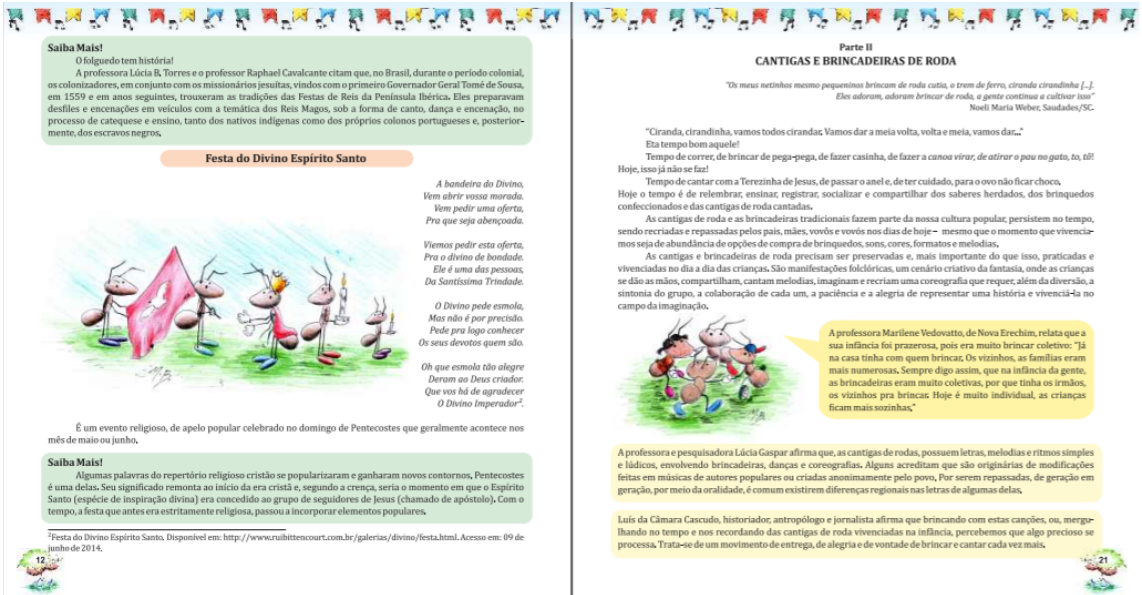 Saiba Mais!
O folguedo tem história!
A professora Lúcia B. Torres e o professor Raphael Cavalcante citam que, no Brasil, durante o período colonial,
os colonizadores, em conjunto com os missionários jesuítas, vindos com o primeiro Governador Geral Tomé de Sousa,
em 1559 e em anos seguintes, trouxeram as tradições das Festas de Reis da Península Ibérica. Eles preparavam
desfiles e encenações em veículos com a temática dos Reis Magos, sob a forma de canto, dança e encenação, no
processo de catequese e ensino, tanto dos nativos indígenas como dos próprios colonos portugueses e, posterior-
mente, dos escravos negros.
Festa do Divino Espírito Santo
A bandeira do Divino,
Vem abrir vossa morada.
Vem pedir uma oferta,
Pra que seja abençoada.
Viemos pedir esta oferta,
Pra o divino de bondade.
Ele é uma das pessoas,
Da Santíssima Trindade.
O Divino pede esmola,
Mas não é por precisão.
Pede pra logo conhecer
Os seus devotos quem são.
Oh que esmola tão alegre
Deram ao Deus criador.
Que vos há de agradecer
O Divino Imperador².
É um evento religioso, de apelo popular celebrado no domingo de Pentecostes que geralmente acontece nos
mês de maio ou junho.
Saiba Mais!
Algumas palavras do repertório religioso cristão se popularizaram e ganharam novos contornos, Pentecostes
é uma delas. Seu significado remonta ao início da era cristã e, segundo a crença, seria o momento em que o Espírito
Santo (espécie de inspiração divina) era concedido ao grupo de seguidores de Jesus (chamado de apóstolo). Com o
tempo, a festa que antes era estritamente religiosa, passou a incorporar elementos populares.
²Festa do Divino Espírito Santo. Disponível em: http://www.ruibittencourt.com.br/galerias/divino/festa.html. Acesso em: 09 de
junho de 2014.
12
Parte II
CANTIGAS E BRINCADEIRAS DE RODA
"Os meus netinhos mesmo pequeninos brincam de roda cutia, o trem de ferro, ciranda cirandinha [...].
Eles adoram, adoram brincar de roda, a gente continua a cultivar isso"
Noeli Maria Weber, Saudades/SC.
"Ciranda, cirandinha, vamos todos cirandar. Vamos dar a meia volta, volta e meia, vamos dar..."
Eta tempo bom aquele!
Tempo de correr, de brincar de pega-pega, de fazer casinha, de fazer a canoa virar, de atirar o pau no gato, to, tô!
Hoje, isso já não se faz!
Tempo de cantar com a Terezinha de Jesus, de passar o anel e, de ter cuidado, para o ovo não ficar choco.
Hoje o tempo é de relembrar, ensinar, registrar, socializar e compartilhar dos saberes herdados, dos brinquedos
confeccionados e das cantigas de roda cantadas.
As cantigas de roda e as brincadeiras tradicionais fazem parte da nossa cultura popular, persistem no tempo,
sendo recriadas e repassadas pelos pais, mães, vovôs e vovós nos dias de hoje – mesmo que o momento que vivencia-
mos seja de abundância de opções de compra de brinquedos, sons, cores, formatos e melodias.
As cantigas e brincadeiras de roda precisam ser preservadas e, mais importante do que isso, praticadas e
vivenciadas no dia a dia das crianças. São manifestações folclóricas, um cenário criativo da fantasia, onde as crianças
se dão as mãos, compartilham, cantam melodias, imaginam e recriam uma coreografia que requer, além da diversão, a
sintonia do grupo, a colaboração de cada um, a paciência e a alegria de representar uma história e vivenciá-la no
campo da imaginação.
A professora Marilene Vedovatto, de Nova Erechim, relata que a
sua infância foi prazerosa, pois era muito brincar coletivo: "Já
na casa tinha com quem brincar. Os vizinhos, as famílias eram
mais numerosas. Sempre digo assim, que na infância da gente,
as brincadeiras eram muito coletivas, por que tinha os irmãos,
os vizinhos pra brincar. Hoje é muito individual, as crianças
ficam mais sozinhas."
A professora e pesquisadora Lúcia Gaspar afirma que, as cantigas de rodas, possuem letras, melodias e ritmos simples
e lúdicos, envolvendo brincadeiras, danças e coreografias. Alguns acreditam que são originárias de modificações
feitas em músicas de autores populares ou criadas anonimamente pelo povo. Por serem repassadas, de geração em
geração, por meio da oralidade, é comum existirem diferenças regionais nas letras de algumas delas.
Luís da Câmara Cascudo, historiador, antropólogo e jornalista afirma que brincando com estas canções, ou, mergu-
lhando no tempo e nos recordando das cantigas de roda vivenciadas na infância, percebemos que algo precioso se
processa. Trata-se de um movimento de entrega, de alegria e de vontade de brincar e cantar cada vez mais.
21